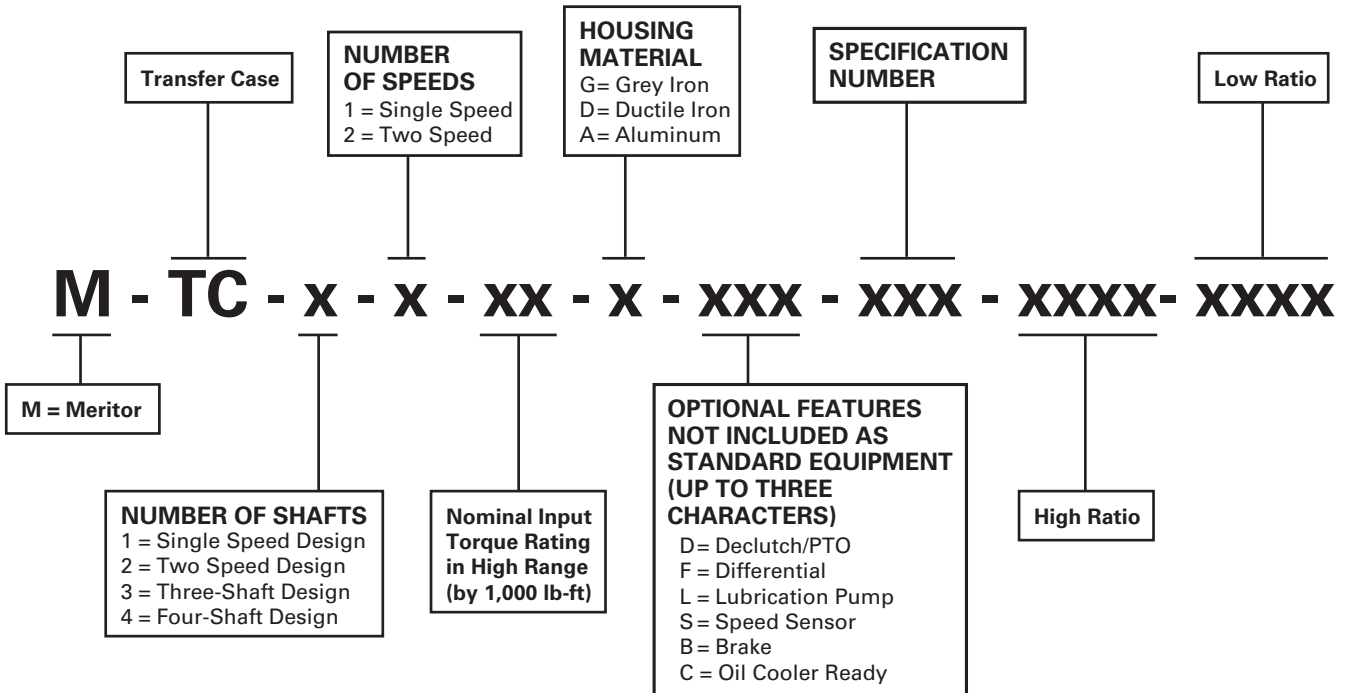 Transfer Case
NUMBER
OF SPEEDS
1 = Single Speed
2 = Two Speed
HOUSING
MATERIAL
G= Grey Iron
D= Ductile Iron
A= Aluminum
SPECIFICATION
NUMBER
Low Ratio
M - TC - x - x - xx - x - xxx - xxx - xxxx- xxxx
M = Meritor
NUMBER OF SHAFTS
1 = Single Speed Design
2 = Two Speed Design
3 = Three-Shaft Design
4 = Four-Shaft Design
Nominal Input
Torque Rating
in High Range
(by 1,000 lb-ft)
OPTIONAL FEATURES
NOT INCLUDED AS
STANDARD EQUIPMENT
(UP TO THREE
CHARACTERS)
D= Declutch/PTO
F = Differential
L = Lubrication Pump
S = Speed Sensor
B = Brake
C = Oil Cooler Ready
High Ratio